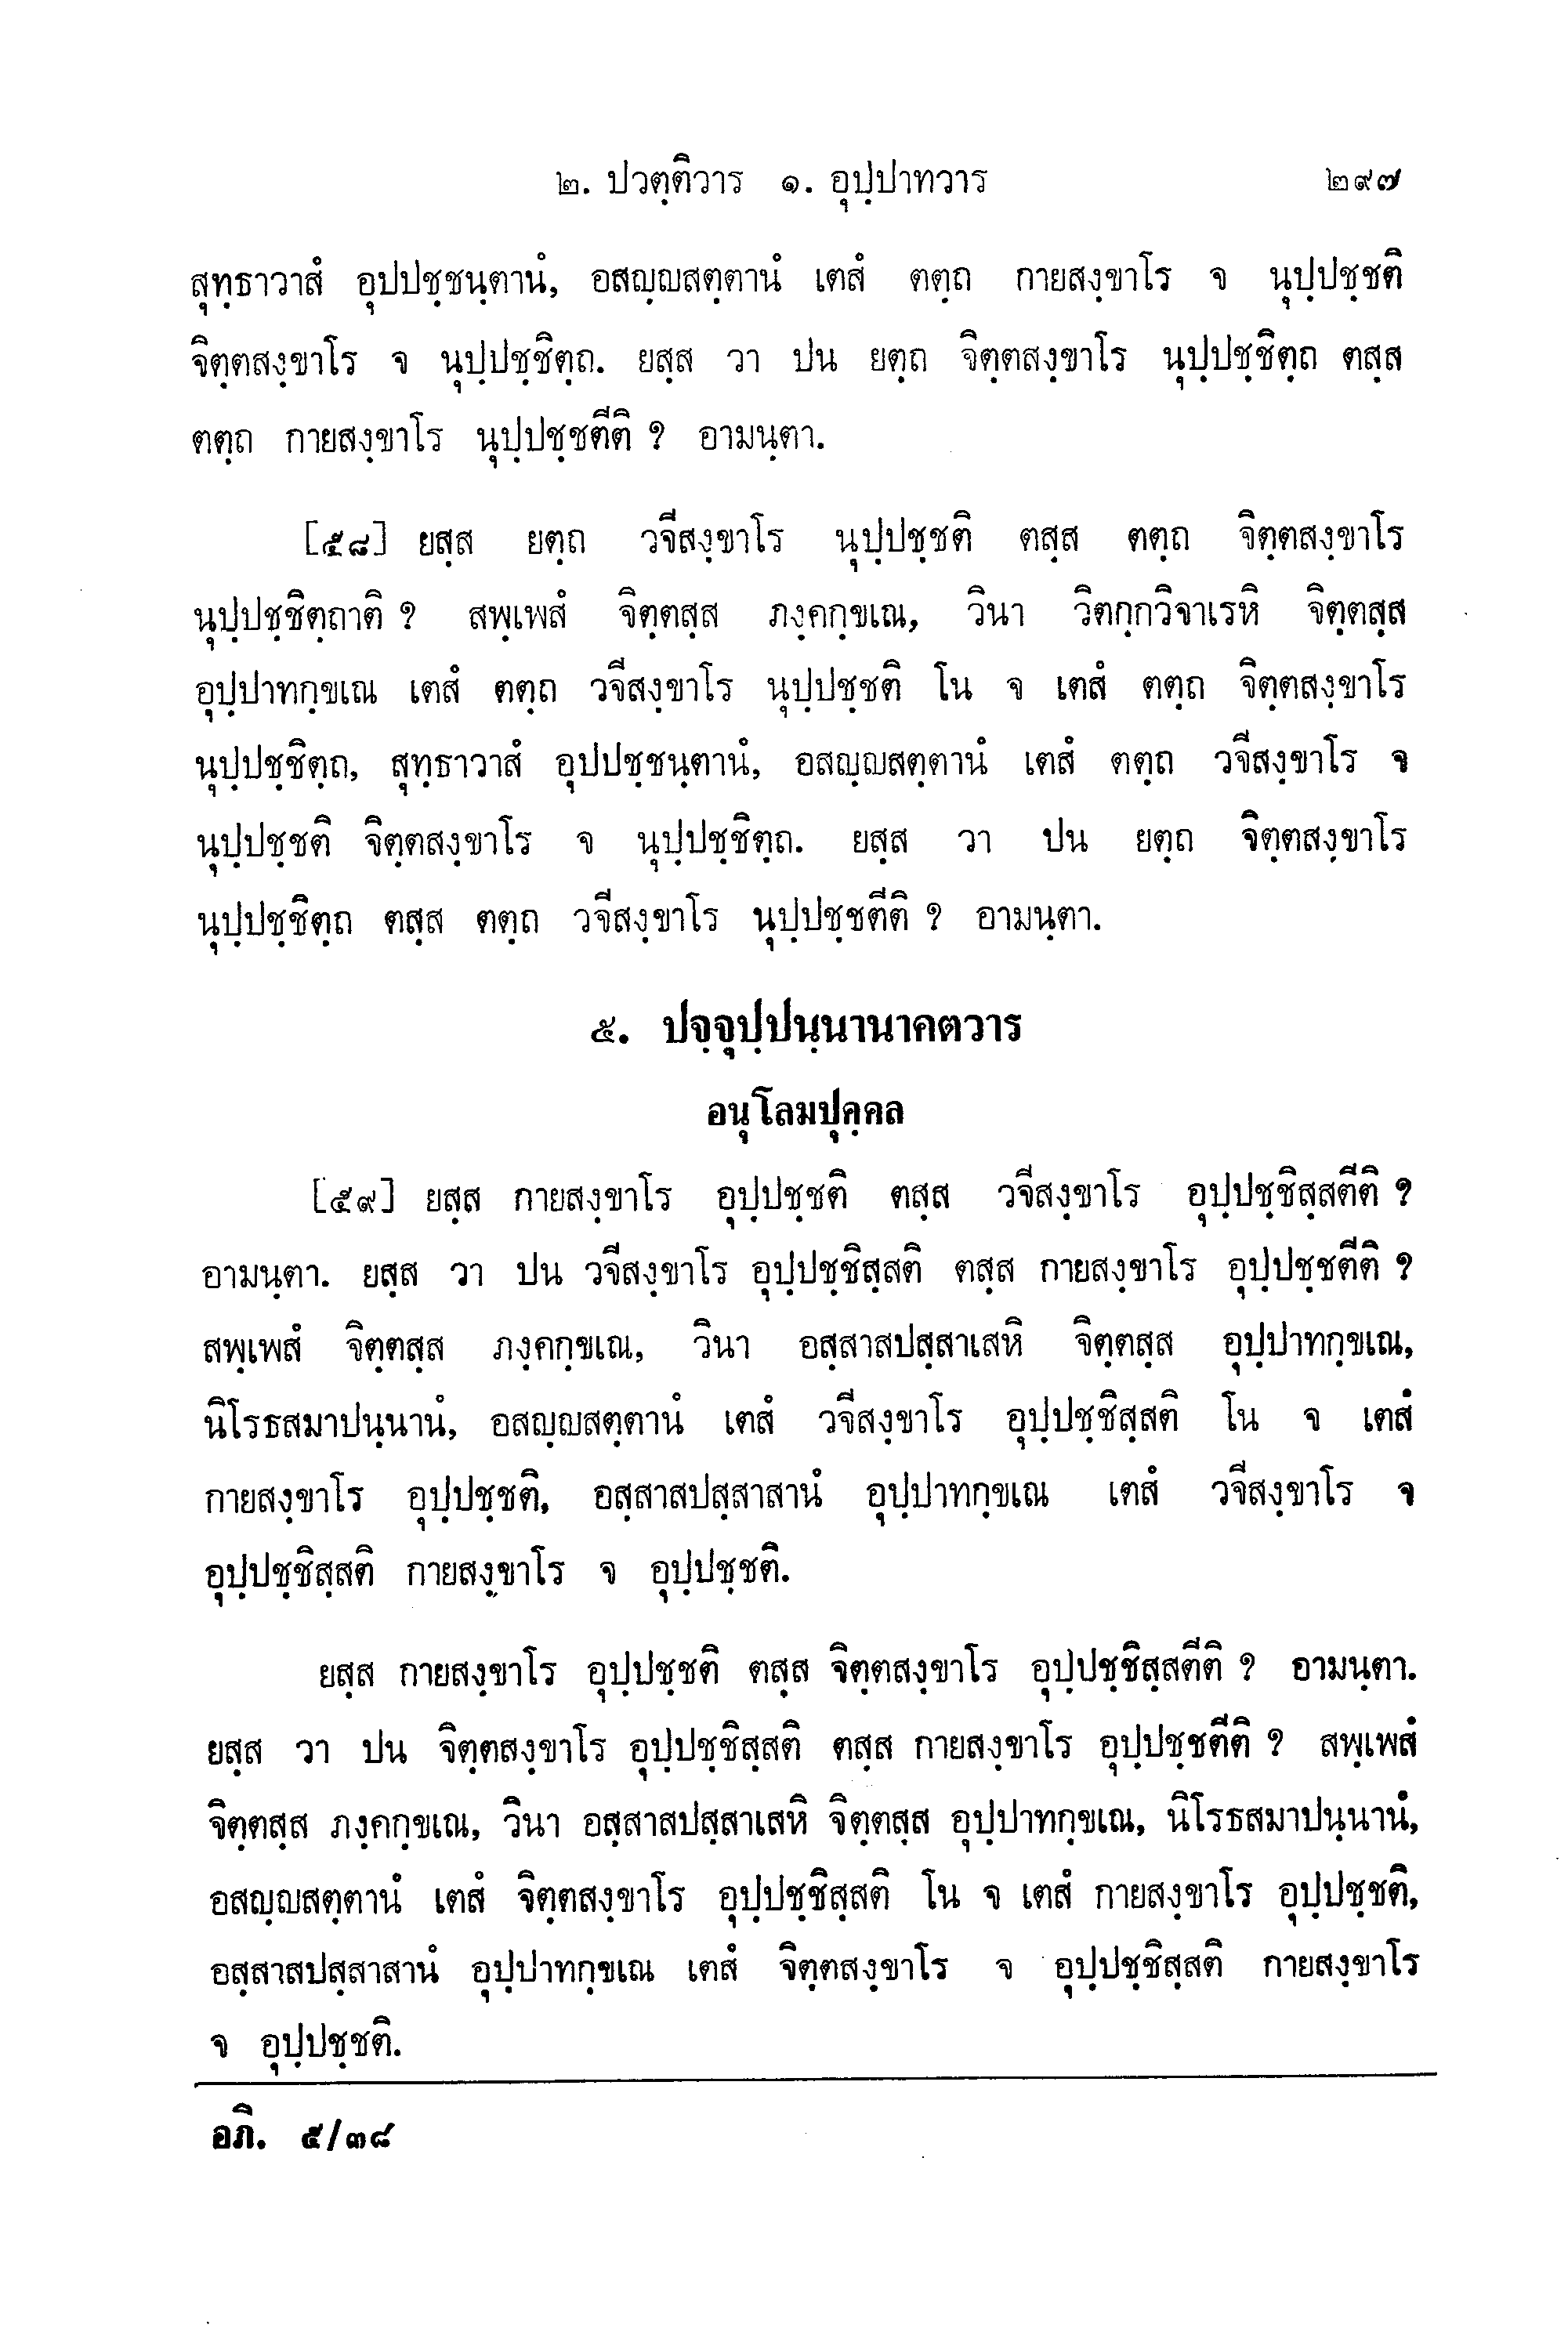 ๒. ปวตฺติวาร ๑. อุปฺปาทวาร ๒๙๗
สุทฺธาวาสํ อุปปชฺชนฺตานํ, อสญฺญสตฺตานํ เตสํ ตตฺถ กายสงฺขาโร จ นุปฺปชฺชติ
จิตฺตสงฺขาโร จ นุปฺปชฺชิตฺถ. ยสฺส วา ปน ยตฺถ จิตฺตสงฺขาโร นุปฺปชฺชิตฺถ ตสฺส
ตตฺถ กายสงฺขาโร นุปฺปชฺชตีติ ? อามนฺตา.
[๕๘] ยสฺส ยตฺถ วจีสงฺขาโร นุปฺปชฺชติ ตสฺส ตตฺถ จิตฺตสงฺขาโร
นุปฺปชฺชิตฺถาติ ? สพฺเพสํ จิตฺตสฺส ภงฺคกฺขเณ, วินา วิตกฺกวิจาเรหิ จิตฺตสฺส
อุปฺปาทกฺขเณ เตสํ ตตฺถ วจีสงฺขาโร นุปฺปชฺชติ โน จ เตสํ ตตฺถ จิตฺตสงฺขาโร
นุปฺปชฺชิตฺถ, สุทฺธาวาสํ อุปปชฺชนฺตานํ, อสญฺญสตฺตานํ เตสํ ตตฺถ วจีสงฺขาโร จ
นุปฺปชฺชติ จิตฺตสงฺขาโร จ นุปฺปชฺชิตฺถ. ยสฺส วา ปน ยตฺถ จิตฺตสงฺขาโร
นุปฺปชฺชิตฺถ ตสฺส ตตฺถ วจีสงฺขาโร นุปฺปชฺชตีติ ? อามนฺตา.
๕. ปจฺจุปฺปนฺนานาคตวาร
อนุโลมปุคฺคล
[๕๙] ยสฺส กายสงฺขาโร อุปฺปชฺชติ ตสฺส วจีสงฺขาโร อุปฺปชฺชิสฺสตีติ ?
อามนฺตา. ยสฺส วา ปน วจีสงฺขาโร อุปฺปชฺชิสฺสติ ตสฺส กายสงฺขาโร อุปฺปชฺชตีติ ?
สพฺเพสํ จิตฺตสฺส ภงฺคกฺขเณ, วินา อสฺสาสปสฺสาเสหิ จิตฺตสฺส อุปฺปาทกฺขเณ,
นิโรธสมาปนฺนานํ, อสญฺญสตฺตานํ เตสํ วจีสงฺขาโร อุปฺปชฺชิสฺสติ โน จ เตสํ
กายสงฺขาโร อุปฺปชฺชติ, อสฺสาสปสฺสาสานํ อุปฺปาทกฺขเณ เตสํ วจีสงฺขาโร จ
อุปฺปชฺชิสฺสติ กายสงฺขาโร จ อุปฺปชฺชติ.
ยสฺส กายสงฺขาโร อุปฺปชฺชติ ตสฺส จิตฺตสงฺขาโร อุปฺปชฺชิสฺสตีติ ? อามนฺตา.
ยสฺส วา ปน จิตฺตสงฺขาโร อุปฺปชฺชิสฺสติ ตสฺส กายสงฺขาโร อุปฺปชฺชตีติ ? สพฺเพสํ
จิตฺตสฺส ภงฺคกฺขเณ, วินา อสฺสาสปสฺสาเสหิ จิตฺตสฺส อุปฺปาทกฺขเณ, นิโรธสมาปนฺนานํ,
อสญฺญสตฺตานํ เตสํ จิตฺตสงฺขาโร อุปฺปชฺชิสฺสติ โน จ เตสํ กายสงฺขาโร อุปฺปชฺชติ,
อสฺสาสปสฺสาสานํ อุปฺปาทกฺขเณ เตสํ จิตฺตสงฺขาโร จ อุปฺปชฺชิสฺสติ กายสงฺขาโร
จ อุปฺปชฺชติ.
อภิ. ๕/๓๘